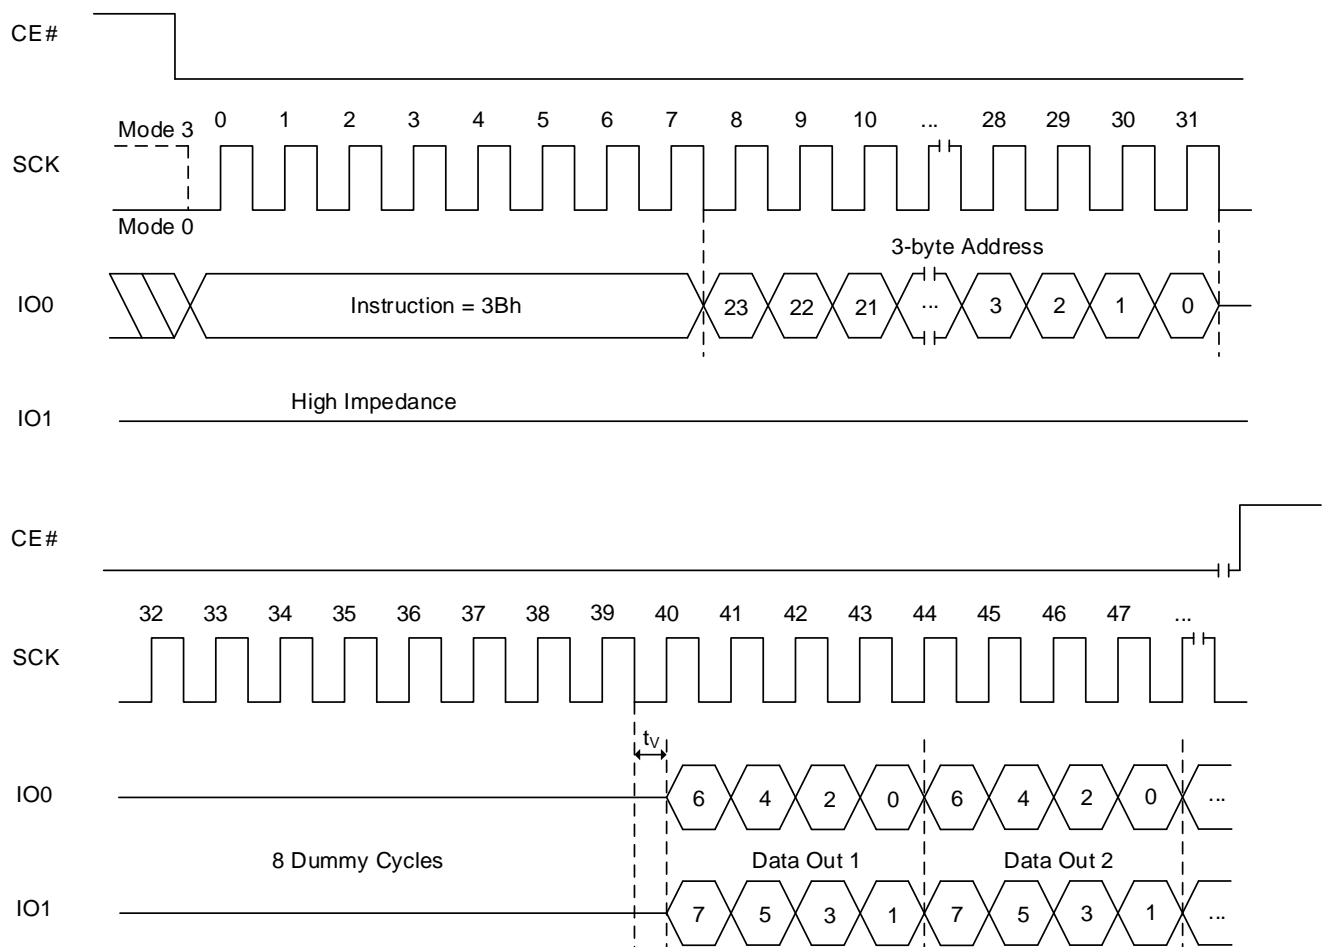 CE#
Mode 3 0 1 2 3 4 5 6 7 8 9 10 ... 28 29 30 31
SCK
Mode 0
3-byte Address
IO0 Instruction = 3Bh 23 22 21 ... 3 2 1 0
High Impedance
IO1
CE#
32 33 34 35 36 37 38 39 40 41 42 43 44 45 46 47 ...
SCK
tV
IO0 6 4 2 0 6 4 2 0 ...
8 Dummy Cycles Data Out 1 Data Out 2
IO1 7 5 3 1 7 5 3 1 ...